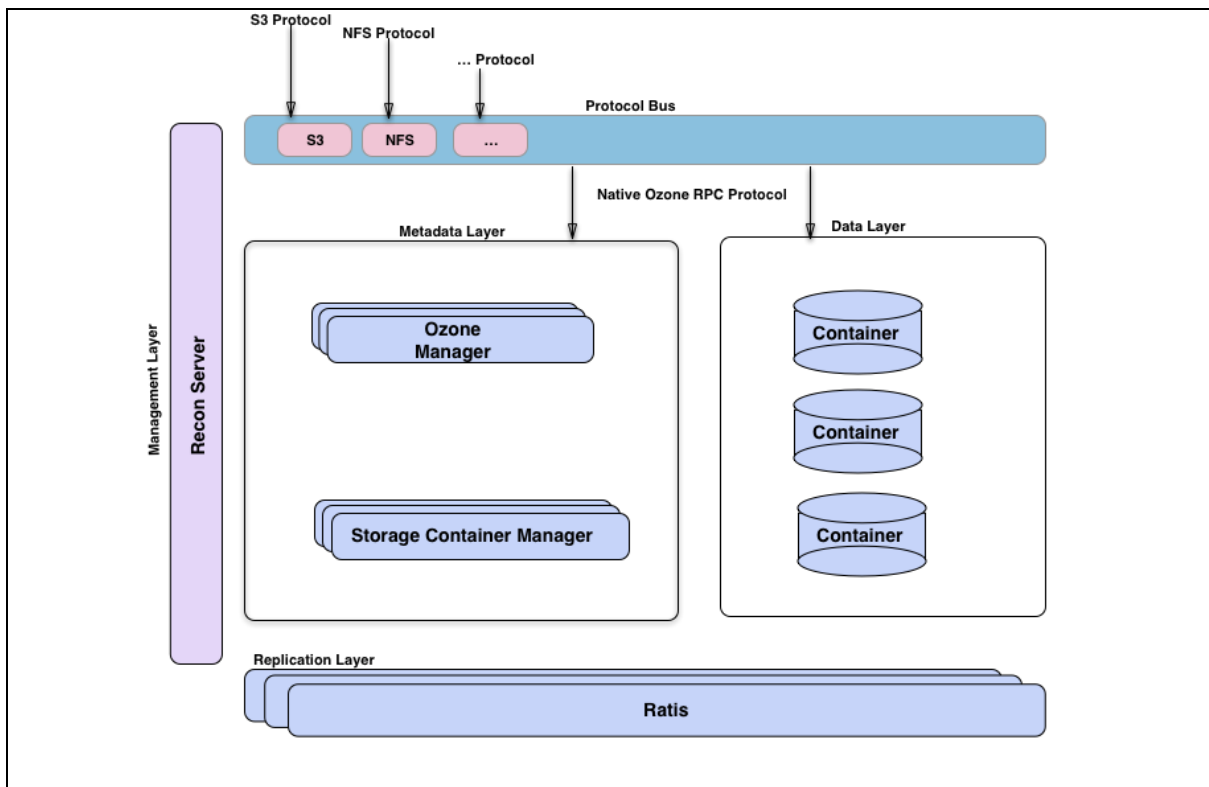 S3 Protocol
NFS Protocol
... Protocol
Protocol Bus
S3
NFS
...
Native Ozone RPC Protocol
Metadata Layer
Data Layer
Management Layer
Recon Server
Ozone
Manager
Storage Container Manager
Container
Container
Container
Replication Layer
Ratis